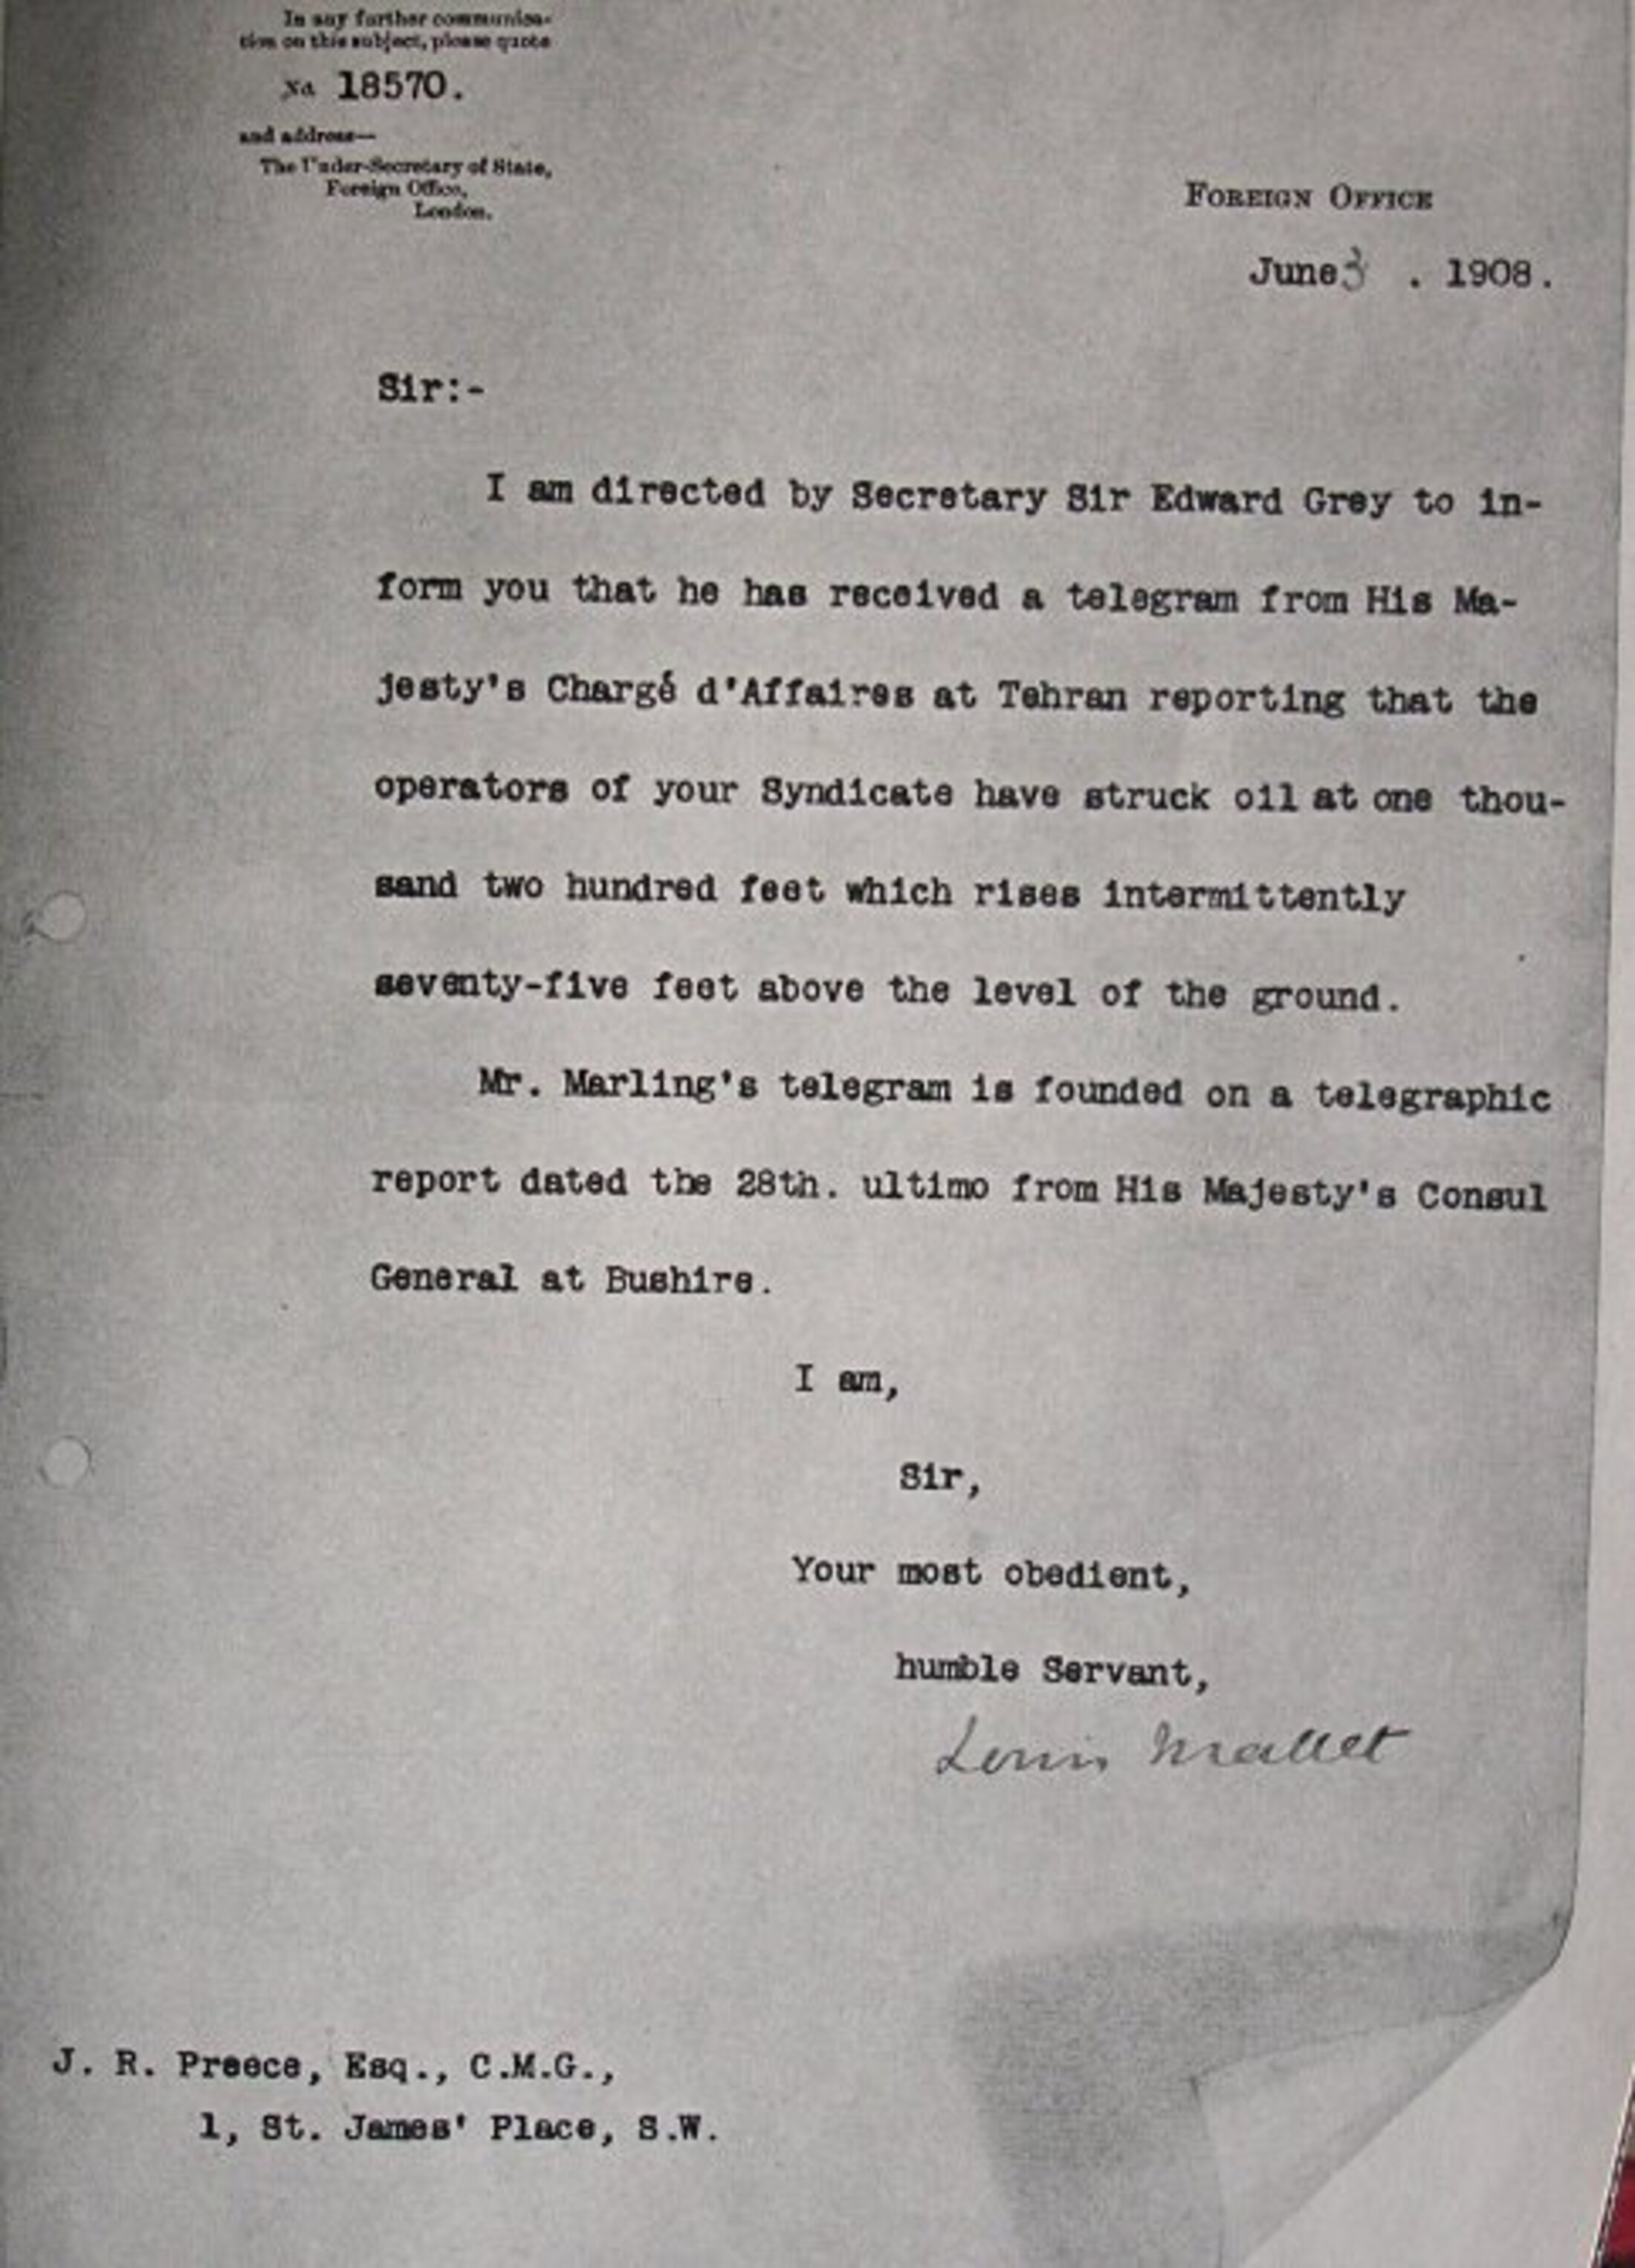 In any further communica-
tion on this subject, please quote
No. 18570.
and address—
The Under-Secretary of State,
Foreign Office,
London.
FOREIGN OFFICE
June 3 . 1908.
Sir:-
I am directed by Secretary Sir Edward Grey to in-
form you that he has received a telegram from His Ma-
jesty's Chargé d'Affaires at Tehran reporting that the
operators of your Syndicate have struck oil at one thou-
sand two hundred feet which rises intermittently
seventy-five feet above the level of the ground.
Mr. Marling's telegram is founded on a telegraphic
report dated the 28th. ultimo from His Majesty's Consul
General at Bushire.
I am,
Sir,
Your most obedient,
humble Servant,
Louis Mallet
J. R. Preece, Esq., C.M.G.,
1, St. James' Place, S.W.